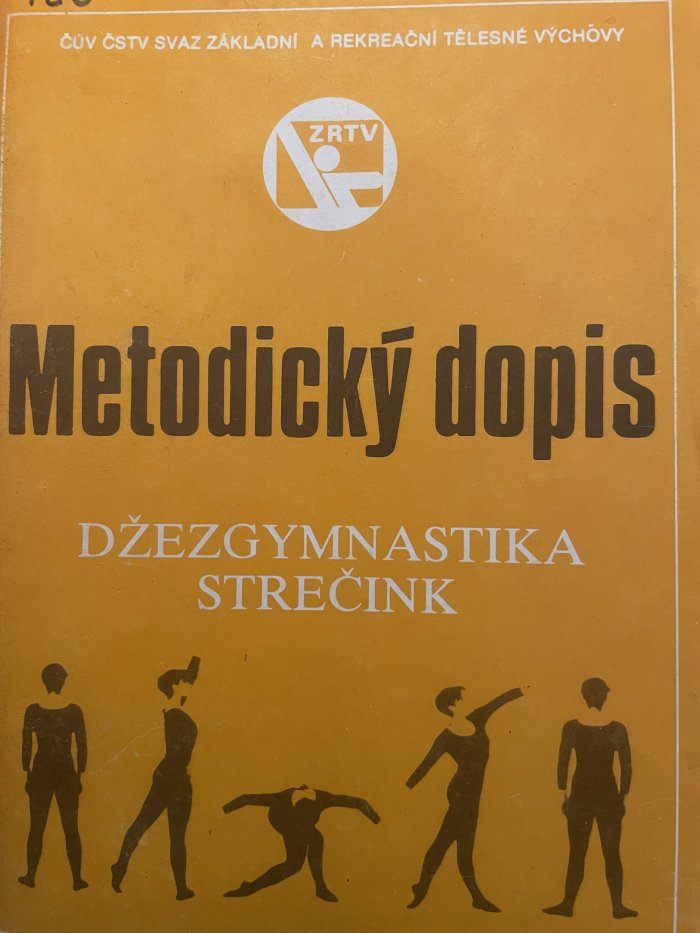 ČÚV ČSTV SVAZ ZÁKLADNÍ A REKREAČNÍ TĚLESNÉ VÝCHOVY
ZRTV
Metodický dopis
DŽEZGYMNASTIKA
STREČINK